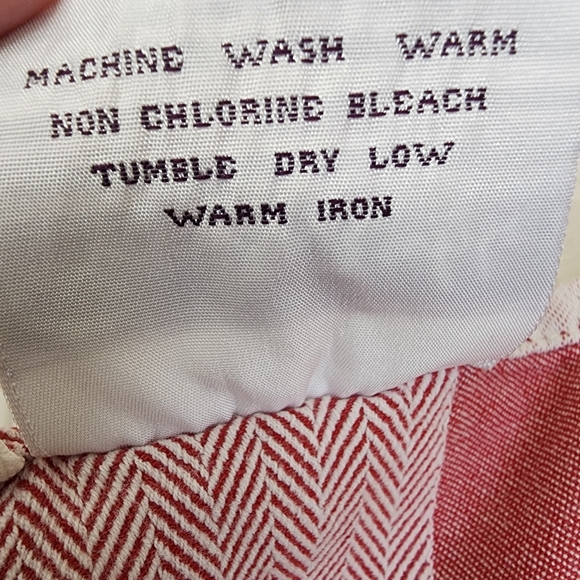 MACHINE WASH WARM
NON CHLORINE BLEACH
TUMBLE DRY LOW
WARM IRON